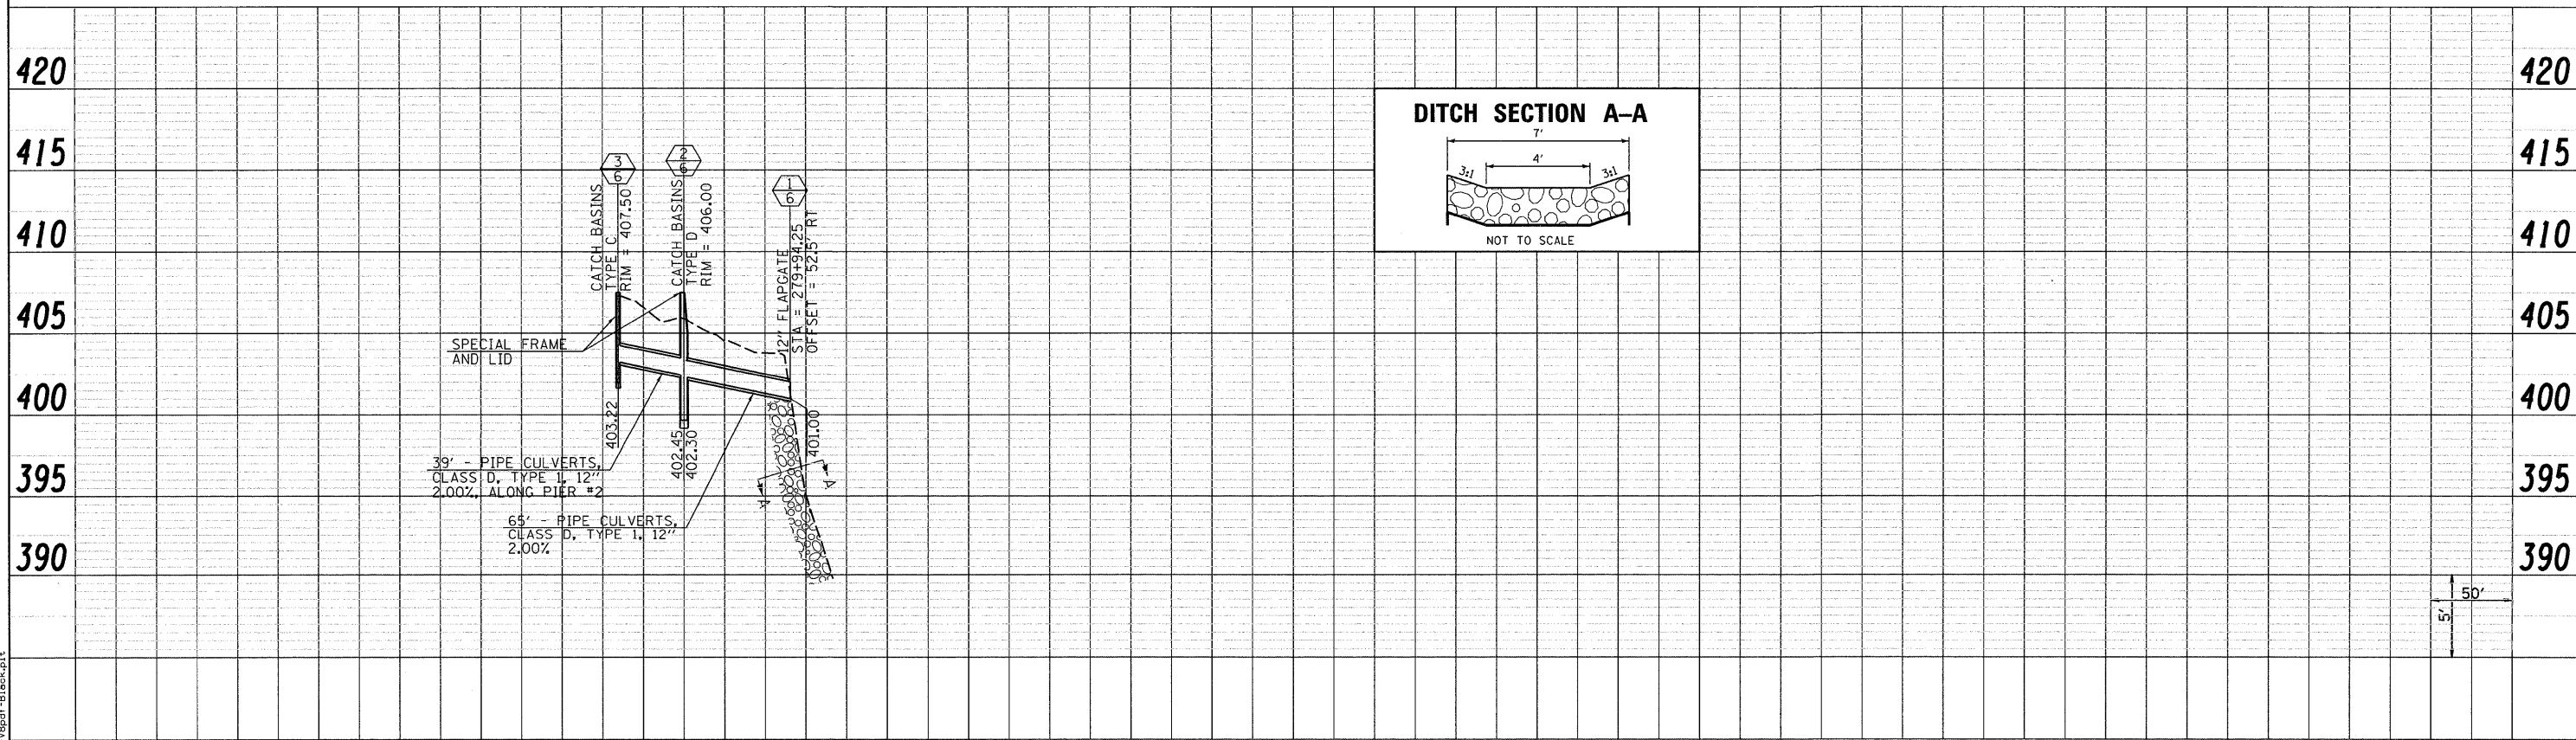 420
415
410
405
400
395
390
420
415
410
405
400
395
390
3
6
CATCH BASINS
TYPE C
RIM = 407.50
2
6
CATCH BASINS
TYPE D
RIM = 406.00
1
6
12" FLAPGATE
STA = 279+94.25
OFFSET = 52.5' RT
SPECIAL FRAME
AND LID
403.22
402.45
402.30
401.00
39' - PIPE CULVERTS,
CLASS D, TYPE 1, 12"
2.00%, ALONG PIER #2
65' - PIPE CULVERTS,
CLASS D, TYPE 1, 12"
2.00%
A
A
DITCH SECTION A-A
7'
4'
3:1
3:1
NOT TO SCALE
50'
5'